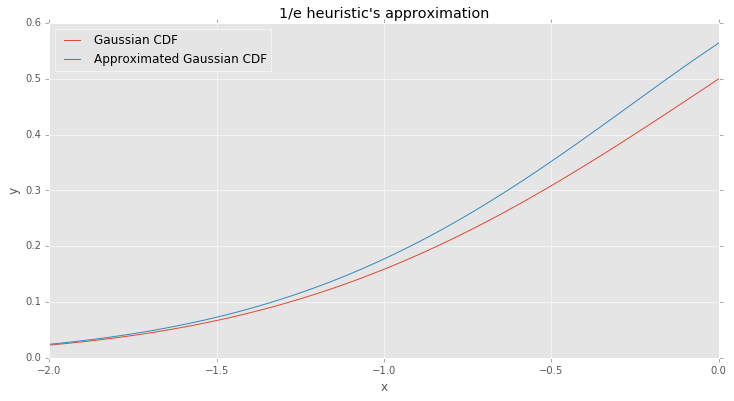 1/e heuristic's approximation
Gaussian CDF
Approximated Gaussian CDF
0.6
0.5
0.4
0.3
0.2
0.1
0.0
y
−2.0 −1.5 −1.0 −0.5 0.0
x